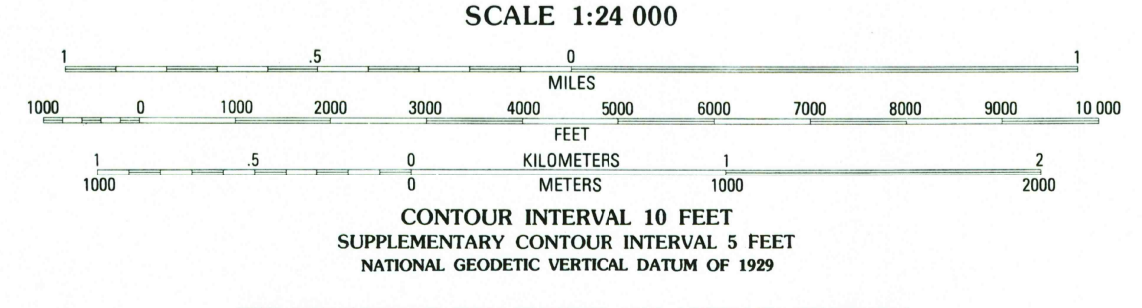 SCALE 1:24 000
1 .5 0 1
MILES
1000 0 1000 2000 3000 4000 5000 6000 7000 8000 9000 10 000
FEET
1 .5 0 KILOMETERS 1 2
1000 0 METERS 1000 2000
CONTOUR INTERVAL 10 FEET
SUPPLEMENTARY CONTOUR INTERVAL 5 FEET
NATIONAL GEODETIC VERTICAL DATUM OF 1929